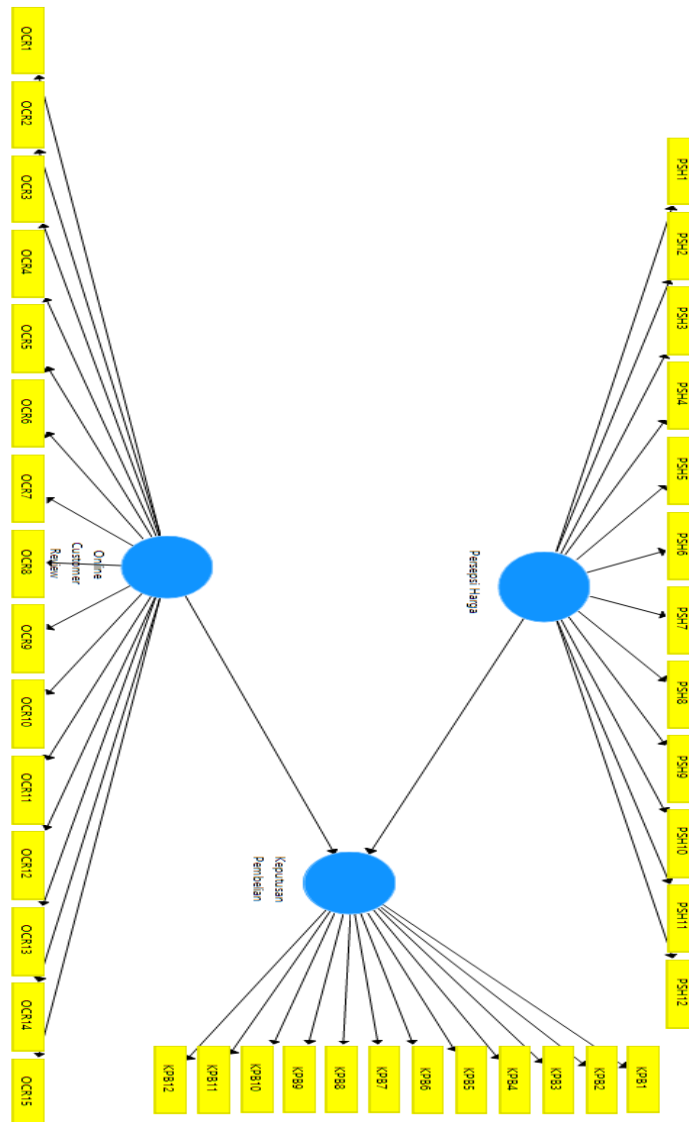 PSH1
PSH2
PSH3
PSH4
PSH5
PSH6
PSH7
PSH8
PSH9
PSH10
PSH11
PSH12
Persepsi Harga
KPB1
KPB2
KPB3
KPB4
KPB5
KPB6
KPB7
KPB8
KPB9
KPB10
KPB11
KPB12
Keputusan
Pembelian
Online
Customer
Review
OCR1
OCR2
OCR3
OCR4
OCR5
OCR6
OCR7
OCR8
OCR9
OCR10
OCR11
OCR12
OCR13
OCR14
OCR15